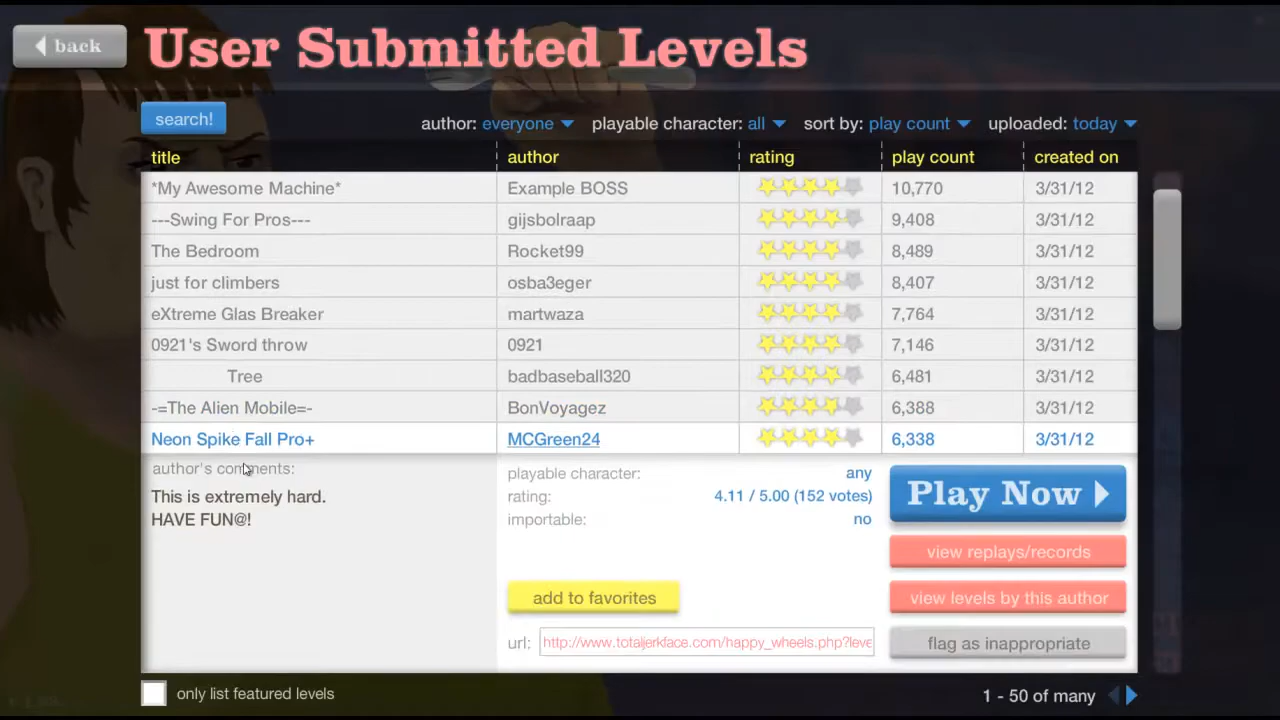 back
User Submitted Levels
search!
author: everyone playable character: all sort by: play count uploaded: today
title author rating play count created on
*My Awesome Machine* Example BOSS 10,770 3/31/12
---Swing For Pros--- gijsbolraap 9,408 3/31/12
The Bedroom Rocket99 8,489 3/31/12
just for climbers osba3eger 8,407 3/31/12
eXtreme Glas Breaker martwaza 7,764 3/31/12
0921's Sword throw 0921 7,146 3/31/12
Tree badbaseball320 6,481 3/31/12
-=The Alien Mobile=- BonVoyagez 6,388 3/31/12
Neon Spike Fall Pro+ MCGreen24 6,338 3/31/12
author's comments:
This is extremely hard.
HAVE FUN@!
playable character: any
rating: 4.11 / 5.00 (152 votes)
importable: no
add to favorites
url: http://www.totaljerkface.com/happy_wheels.php?leve
Play Now
view replays/records
view levels by this author
flag as inappropriate
only list featured levels
1 - 50 of many